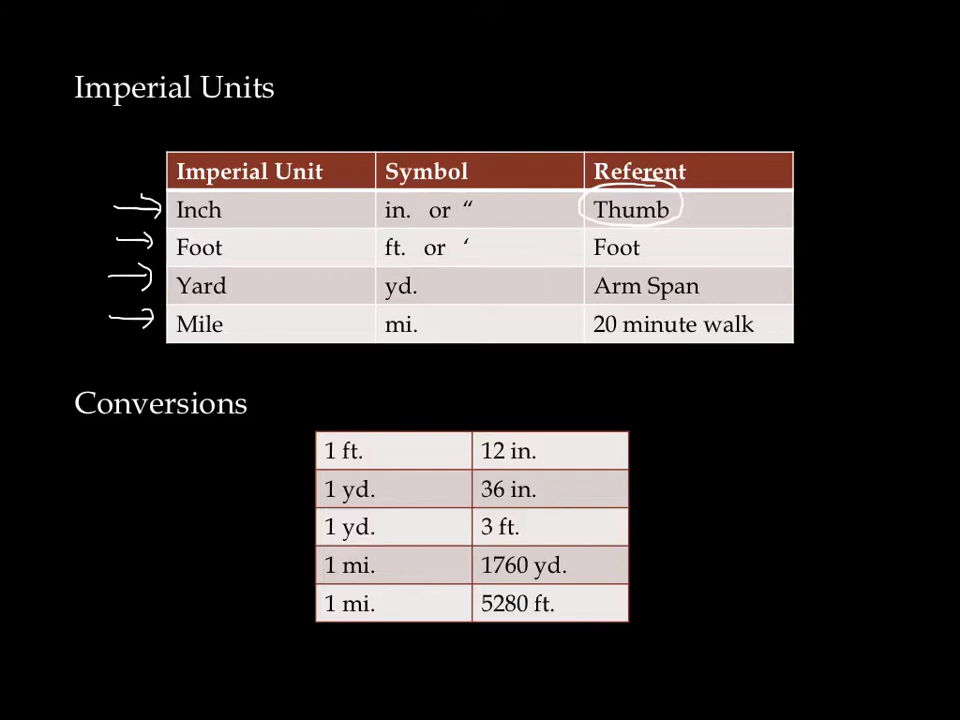 Imperial Units
Imperial Unit Symbol Referent
Inch in. or “ Thumb
Foot ft. or ‘ Foot
Yard yd. Arm Span
Mile mi. 20 minute walk
Conversions
1 ft. 12 in.
1 yd. 36 in.
1 yd. 3 ft.
1 mi. 1760 yd.
1 mi. 5280 ft.